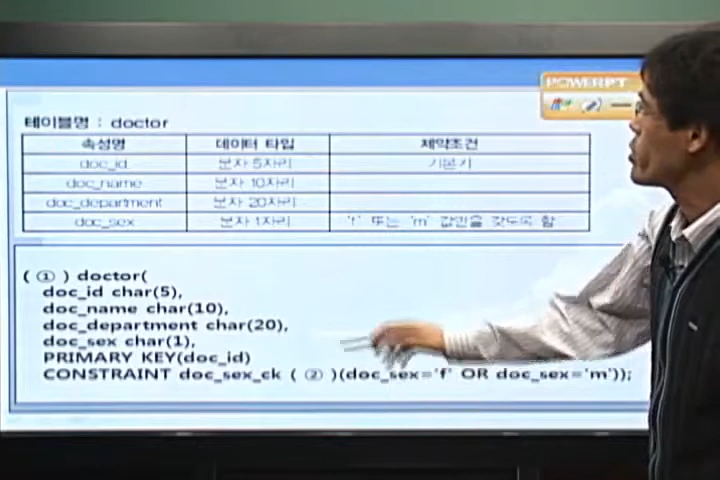 POWERPT
테이블명 : doctor
속성명 데이터 타입 제약조건
doc_id 문자 5자리 기본키
doc_name 문자 10자리
doc_department 문자 20자리
doc_sex 문자 1자리 'f' 또는 'm' 값만을 갖도록 함
( ① ) doctor(
doc_id char(5),
doc_name char(10),
doc_department char(20),
doc_sex char(1),
PRIMARY KEY(doc_id)
CONSTRAINT doc_sex_ck ( ② )(doc_sex='f' OR doc_sex='m'));